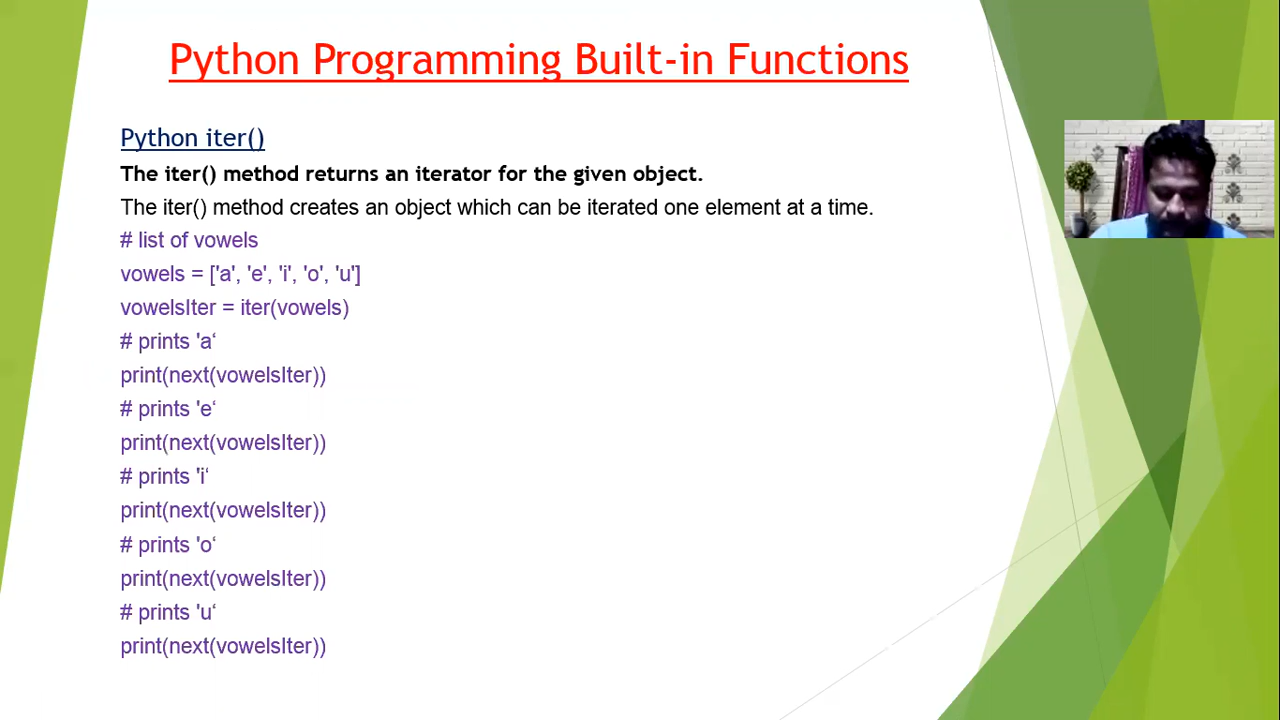 Python Programming Built-in Functions
Python iter()
The iter() method returns an iterator for the given object.
The iter() method creates an object which can be iterated one element at a time.
# list of vowels
vowels = ['a', 'e', 'i', 'o', 'u']
vowelsIter = iter(vowels)
# prints 'a‘
print(next(vowelsIter))
# prints 'e‘
print(next(vowelsIter))
# prints 'i‘
print(next(vowelsIter))
# prints 'o‘
print(next(vowelsIter))
# prints 'u‘
print(next(vowelsIter))